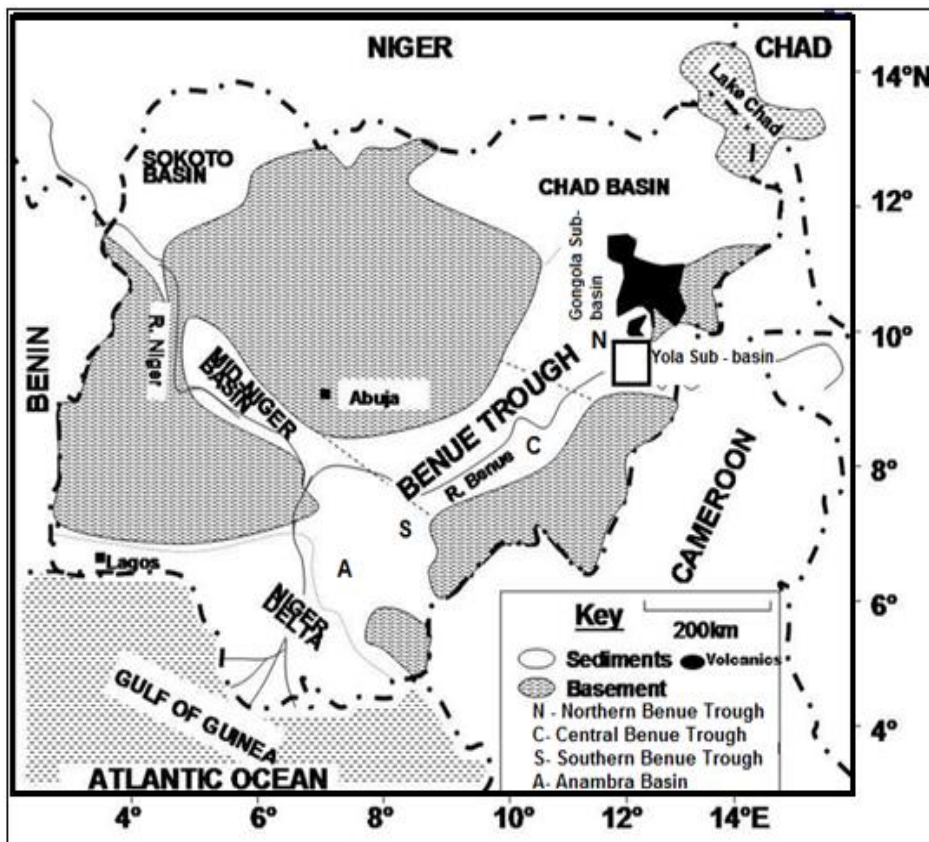 NIGER
CHAD
14ºN
Lake Chad
SOKOTO
BASIN
CHAD BASIN
12º
Gongola Sub-
basin
BENIN
R. Niger
N
10º
Yola Sub - basin
MID-NIGER
BASIN
Abuja
BENUE TROUGH
R. Benue
C
8º
S
CAMEROON
Lagos
A
NIGER
DELTA
6º
Key
200km
Sediments
Volcanics
Basement
N - Northern Benue Trough
C- Central Benue Trough
S - Southern Benue Trough
A- Anambra Basin
GULF OF GUINEA
4º
ATLANTIC OCEAN
4º
6º
8º
10º
12º
14ºE